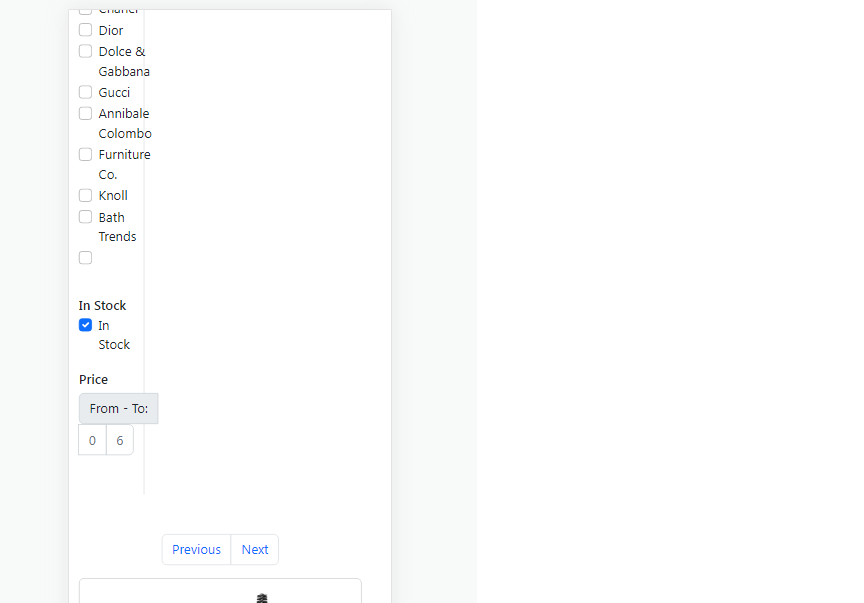 Chanel
Dior
Dolce &
Gabbana
Gucci
Annibale
Colombo
Furniture
Co.
Knoll
Bath
Trends
In Stock
In
Stock
Price
From - To:
0 6
Previous Next